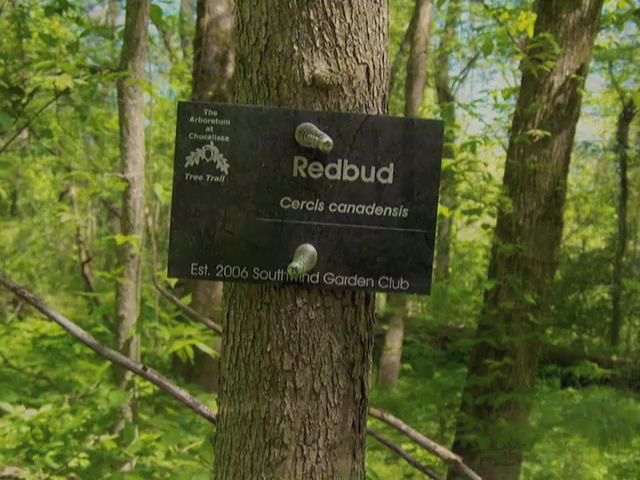 The
Arboretum
at
Chucalissa
Tree Trail
Redbud
Cercis canadensis
Est. 2006 Southwind Garden Club